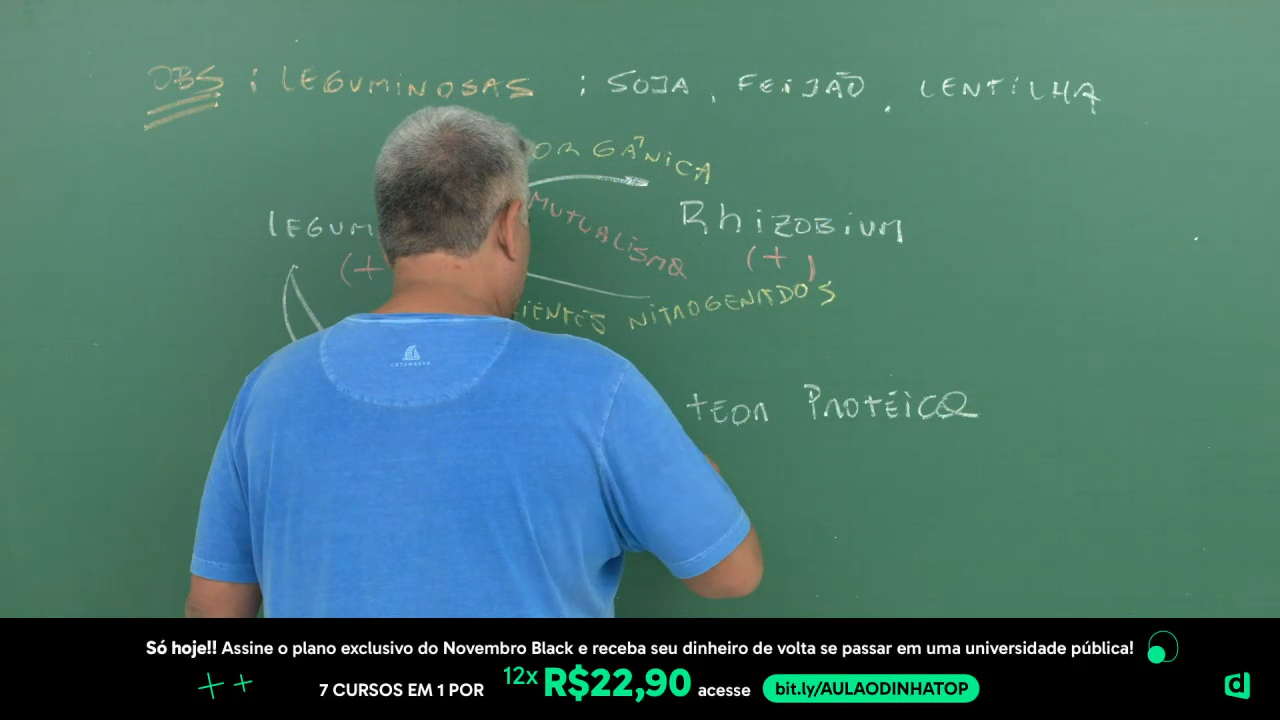 OBS : LEGUMINOSAS : SOJA, FEIJÃO, LENTILHA
ORGÂNICA
MUTUALISMO
LEGUM
Rhizobium
(+
(+)
IENTES NITROGENADOS
TEOR PROTÉICO
Só hoje!! Assine o plano exclusivo do Novembro Black e receba seu dinheiro de volta se passar em uma universidade pública!
7 CURSOS EM 1 POR 12x R$22,90 acesse bit.ly/AULAODINHATOP
d